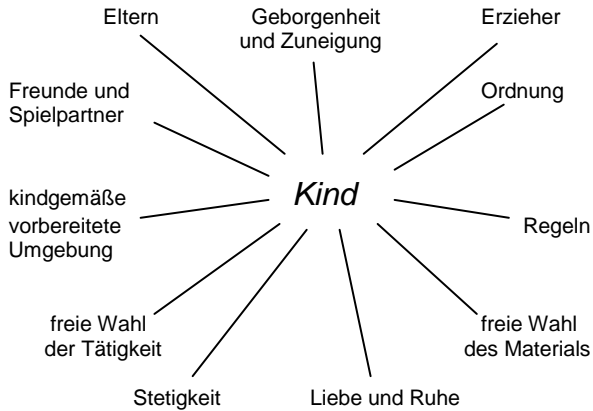 Eltern
Geborgenheit
und Zuneigung
Erzieher
Freunde und
Spielpartner
Ordnung
Kind
kindgemäße
vorbereitete
Umgebung
Regeln
freie Wahl
der Tätigkeit
freie Wahl
des Materials
Stetigkeit
Liebe und Ruhe